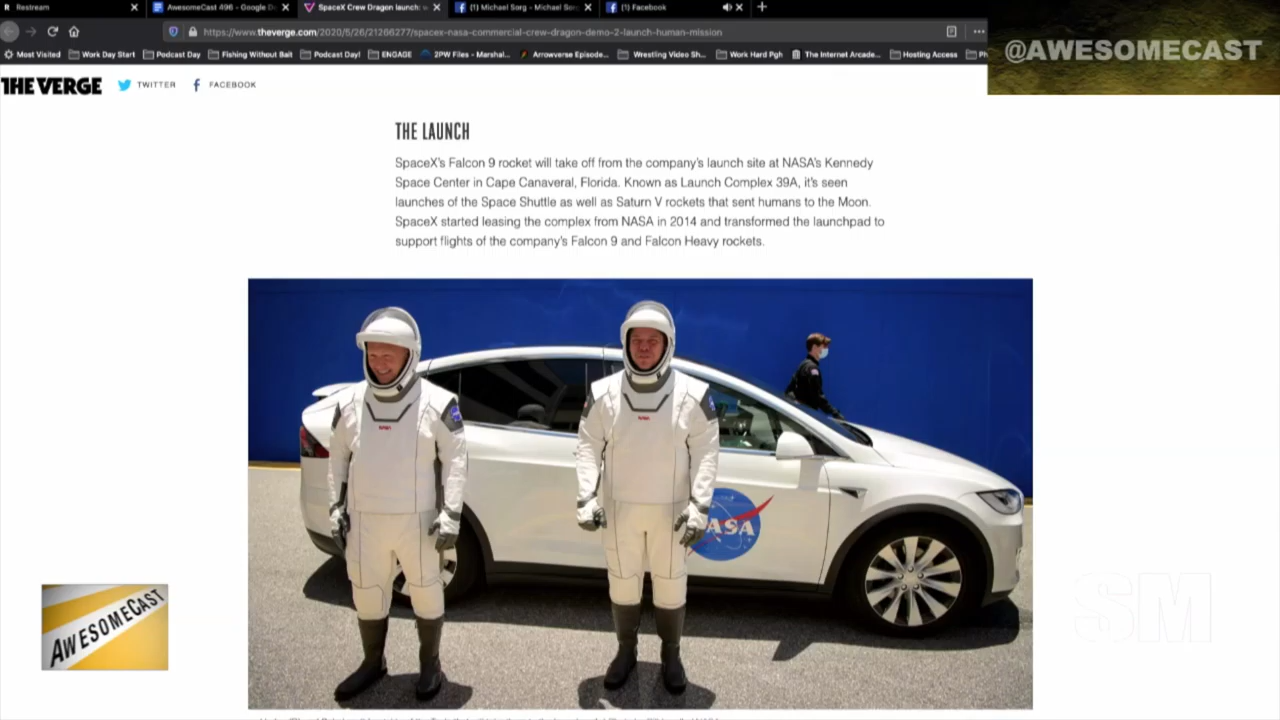 Restream
AwesomeCast 496 - Google D
SpaceX Crew Dragon launch: w
(1) Michael Sorg - Michael Sorg
(1) Facebook
https://www.theverge.com/2020/5/26/21266277/spacex-nasa-commercial-crew-dragon-demo-2-launch-human-mission
Most Visited
Work Day Start
Podcast Day
Fishing Without Bait
Podcast Day!
ENGAGE
2PW Files - Marshal...
Arrowverse Episode...
Wrestling Video Sh...
Work Hard Pgh
The Internet Arcade...
Hosting Access
Ph
@AWESOMECAST
THE VERGE
TWITTER
FACEBOOK
THE LAUNCH
SpaceX's Falcon 9 rocket will take off from the company's launch site at NASA's Kennedy
Space Center in Cape Canaveral, Florida. Known as Launch Complex 39A, it's seen
launches of the Space Shuttle as well as Saturn V rockets that sent humans to the Moon.
SpaceX started leasing the complex from NASA in 2014 and transformed the launchpad to
support flights of the company's Falcon 9 and Falcon Heavy rockets.
NASA
AWESOMECAST
SM